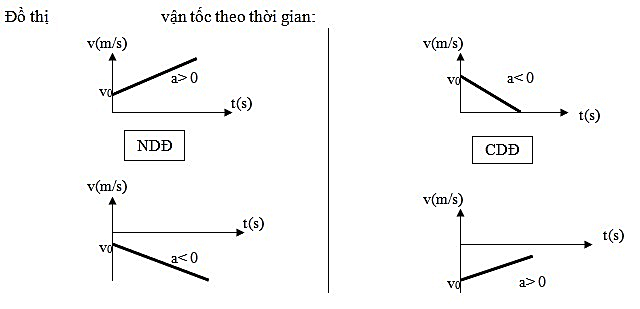 Đồ thị vận tốc theo thời gian:
v(m/s)
a> 0
v0
t(s)
NDĐ
v(m/s)
t(s)
v0
a< 0
v(m/s)
v0
a< 0
t(s)
CDĐ
v(m/s)
t(s)
v0
a> 0